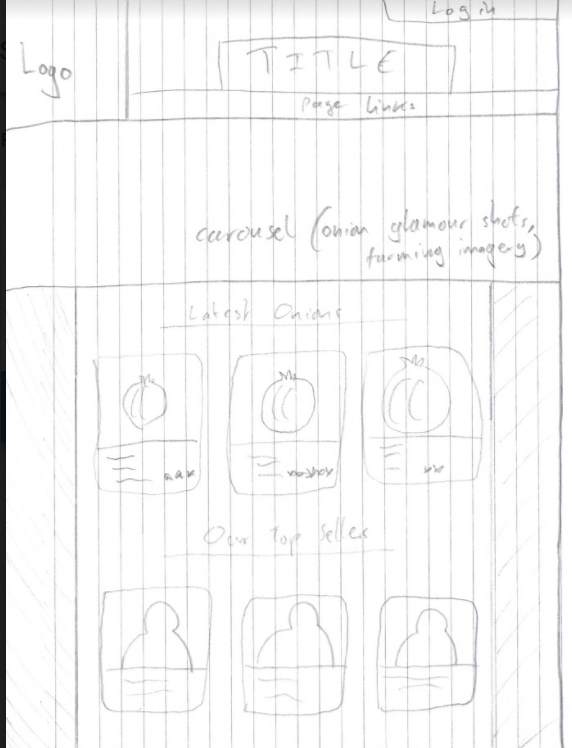 Log in
Logo
TITLE
Page Links
carousel (onion glamour shots,
farming imagery)
Latest Onions
Our Top Seller